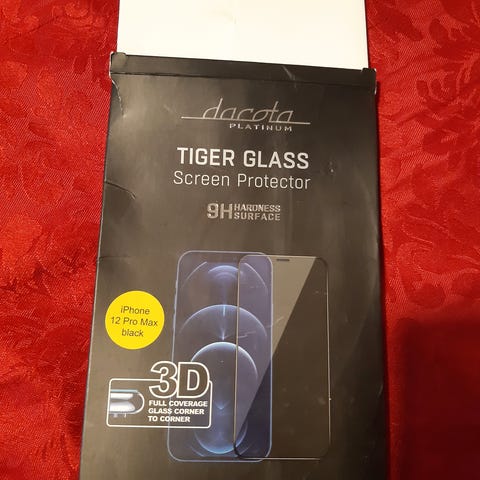 dacota
PLATINUM
TIGER GLASS
Screen Protector
9H HARDNESS
SURFACE
iPhone
12 Pro Max
black
3D
FULL COVERAGE
GLASS CORNER
TO CORNER